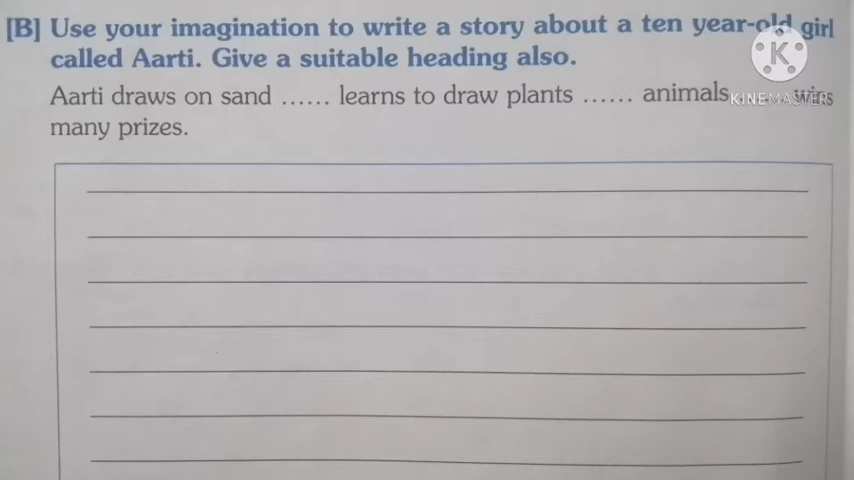 [B] Use your imagination to write a story about a ten year-old girl
called Aarti. Give a suitable heading also.
Aarti draws on sand ...... learns to draw plants ...... animals wins
many prizes.
K
KINEMASTER